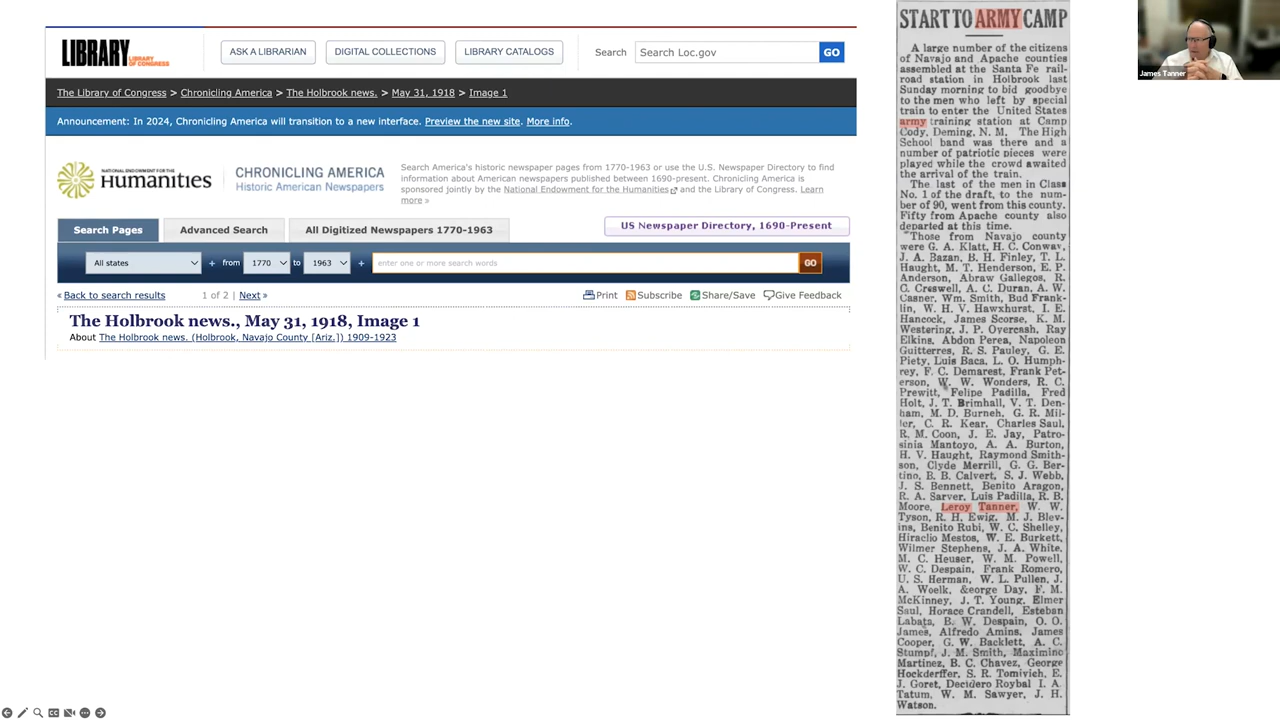 LIBRARY
LIBRARY OF CONGRESS
ASK A LIBRARIAN
DIGITAL COLLECTIONS
LIBRARY CATALOGS
Search
Search Loc.gov
GO
The Library of Congress > Chronicling America > The Holbrook news. > May 31, 1918 > Image 1
Announcement: In 2024, Chronicling America will transition to a new interface. Preview the new site. More info.
NATIONAL ENDOWMENT FOR THE
Humanities
CHRONICLING AMERICA
Historic American Newspapers
Search America's historic newspaper pages from 1770-1963 or use the U.S. Newspaper Directory to find
information about American newspapers published between 1690-present. Chronicling America is
sponsored jointly by the National Endowment for the Humanities and the Library of Congress. Learn
more »
Search Pages
Advanced Search
All Digitized Newspapers 1770-1963
US Newspaper Directory, 1690-Present
All states
+ from
1770
to
1963
+
enter one or more search words
GO
« Back to search results
1 of 2 | Next »
Print
Subscribe
Share/Save
Give Feedback
The Holbrook news., May 31, 1918, Image 1
About The Holbrook news. (Holbrook, Navajo County [Ariz.]) 1909-1923
START TO ARMY CAMP
A large number of the citizens
of Navajo and Apache counties
assembled at the Santa Fe rail-
road station in Holbrook last
Sunday morning to bid goodbye
to the men who left by special
train to enter the United States
army training station at Camp
Cody, Deming, N. M. The High
School band was there and a
number of patriotic pieces were
played while the crowd awaited
the arrival of the train.
The last of the men in Class
No. 1 of the draft, to the num-
ber of 90, went from this county.
Fifty from Apache county also
departed at this time.
Those from Navajo county
were G. A. Klatt, H. C. Conway,
J. A. Bazan, B. H. Finley, T. L.
Haught, M. T. Henderson, E. P.
Anderson, Abraw Gallegos, R.
C. Creswell, A. C. Duran, A. W.
Casner, Wm. Smith, Bud Frank-
lin, W. H. V. Hawxhurst, I. E.
Hancock, James Scorse, K. M.
Westering, J. P. Overcash, Ray
Elkins, Abdon Perea, Napoleon
Guitterres, R. S. Pauley, G. E.
Piety, Luis Baca, L. O. Humph-
rey, F. C. Demarest, Frank Pet-
erson, W. W. Wonders, R. C.
Prewitt, Felipe Padilla, Fred
Holt, J. T. Brimhall, V. T. Den-
ham, M. D. Burneh, G. R. Mil-
ler, C. R. Kear, Charles Saul,
R. M. Coon, J. E. Jay, Patro-
sinia Mantoyo, A. A. Burton,
H. V. Haught, Raymond Smith-
son, Clyde Merrill, G. G. Ber-
tino, B. B. Calvert, S. J. Webb,
J. S. Bennett, Benito Aragon,
R. A. Sarver, Luis Padilla, R. B.
Moore, Leroy Tanner, W. W.
Tyson, R. H. Ewig, M. J. Blev-
ins, Benito Rubi, W. C. Shelley,
Hiraclio Mestos, W. E. Burkett,
Wilmer Stephens, J. A. White,
M. C. Heuser, W. M. Powell,
W. C. Despain, Frank Romero,
U. S. Herman, W. L. Pullen, J.
A. Woelk, &eorge Day, F. M.
McKinney, J. T. Young, Elmer
Saul, Horace Crandell, Esteban
Labats, B. W. Despain, O. O.
James, Alfredo Amins, James
Cooper, G. W. Backlett, A. C.
Stumpf, J. M. Smith, Maximino
Martinez, B. C. Chavez, George
Hockderffer, S. R. Tomivich, E.
J. Goret, Decidero Roybal I. A.
Tatum, W. M. Sawyer, J. H.
Watson.
James Tanner